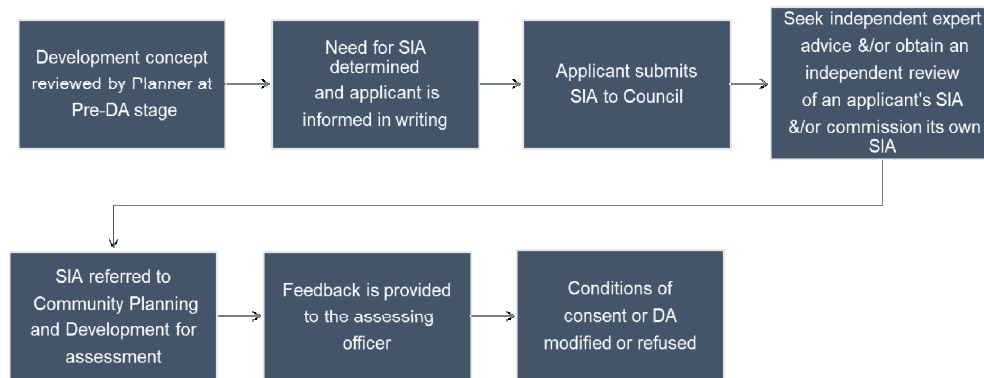 Development concept
reviewed by Planner at
Pre-DA stage
Need for SIA
determined
and applicant is
informed in writing
Applicant submits
SIA to Council
Seek independent expert
advice &/or obtain an
independent review
of an applicant's SIA
&/or commission its own
SIA
SIA referred to
Community Planning
and Development for
assessment
Feedback is provided
to the assessing
officer
Conditions of
consent or DA
modified or refused